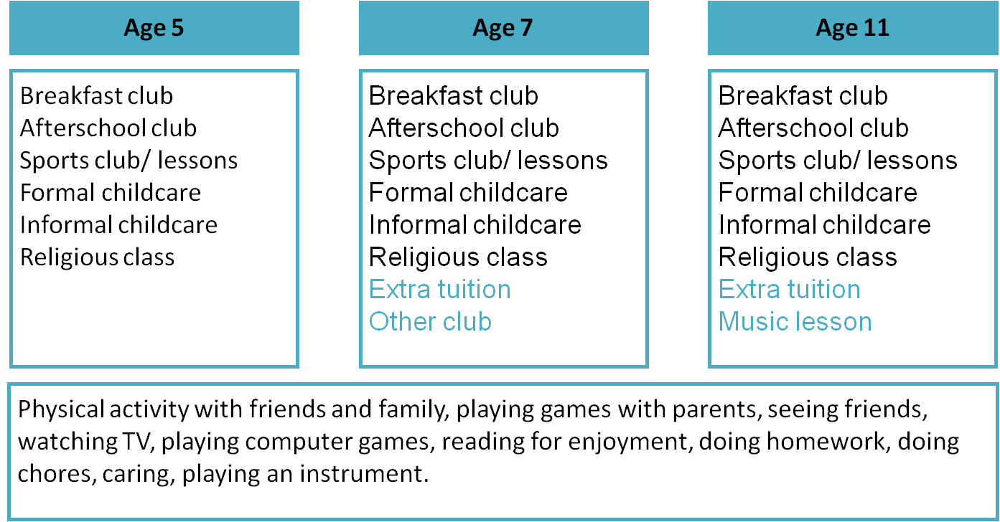 Age 5
Breakfast club
Afterschool club
Sports club/ lessons
Formal childcare
Informal childcare
Religious class
Age 7
Breakfast club
Afterschool club
Sports club/ lessons
Formal childcare
Informal childcare
Religious class
Extra tuition
Other club
Age 11
Breakfast club
Afterschool club
Sports club/ lessons
Formal childcare
Informal childcare
Religious class
Extra tuition
Music lesson
Physical activity with friends and family, playing games with parents, seeing friends,
watching TV, playing computer games, reading for enjoyment, doing homework, doing
chores, caring, playing an instrument.